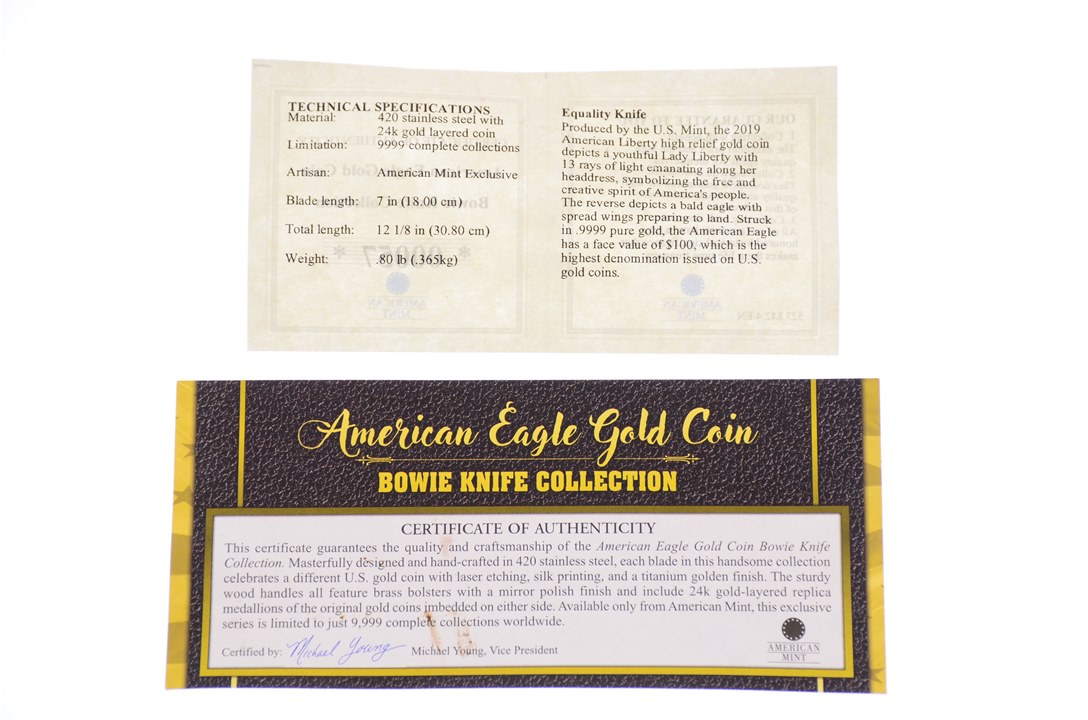 TECHNICAL SPECIFICATIONS
Material: 420 stainless steel with
24k gold layered coin
Limitation: 9999 complete collections
Artisan: American Mint Exclusive
Blade length: 7 in (18.00 cm)
Total length: 12 1/8 in (30.80 cm)
Weight: .80 lb (.365kg)
AMERICAN
MINT
Equality Knife
Produced by the U.S. Mint, the 2019
American Liberty high relief gold coin
depicts a youthful Lady Liberty with
13 rays of light emanating along her
headdress, symbolizing the free and
creative spirit of America's people.
The reverse depicts a bald eagle with
spread wings preparing to land. Struck
in .9999 pure gold, the American Eagle
has a face value of $100, which is the
highest denomination issued on U.S.
gold coins.
AMERICAN
MINT
American Eagle Gold Coin
BOWIE KNIFE COLLECTION
CERTIFICATE OF AUTHENTICITY
This certificate guarantees the quality and craftsmanship of the American Eagle Gold Coin Bowie Knife
Collection. Masterfully designed and hand-crafted in 420 stainless steel, each blade in this handsome collection
celebrates a different U.S. gold coin with laser etching, silk printing, and a titanium golden finish. The sturdy
wood handles all feature brass bolsters with a mirror polish finish and include 24k gold-layered replica
medallions of the original gold coins imbedded on either side. Available only from American Mint, this exclusive
series is limited to just 9,999 complete collections worldwide.
Certified by: Michael Young Michael Young, Vice President
AMERICAN
MINT